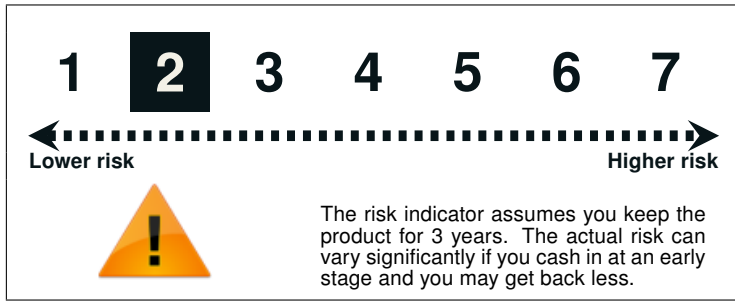 1 2 3 4 5 6 7
Lower risk Higher risk
The risk indicator assumes you keep the
product for 3 years. The actual risk can
vary significantly if you cash in at an early
stage and you may get back less.